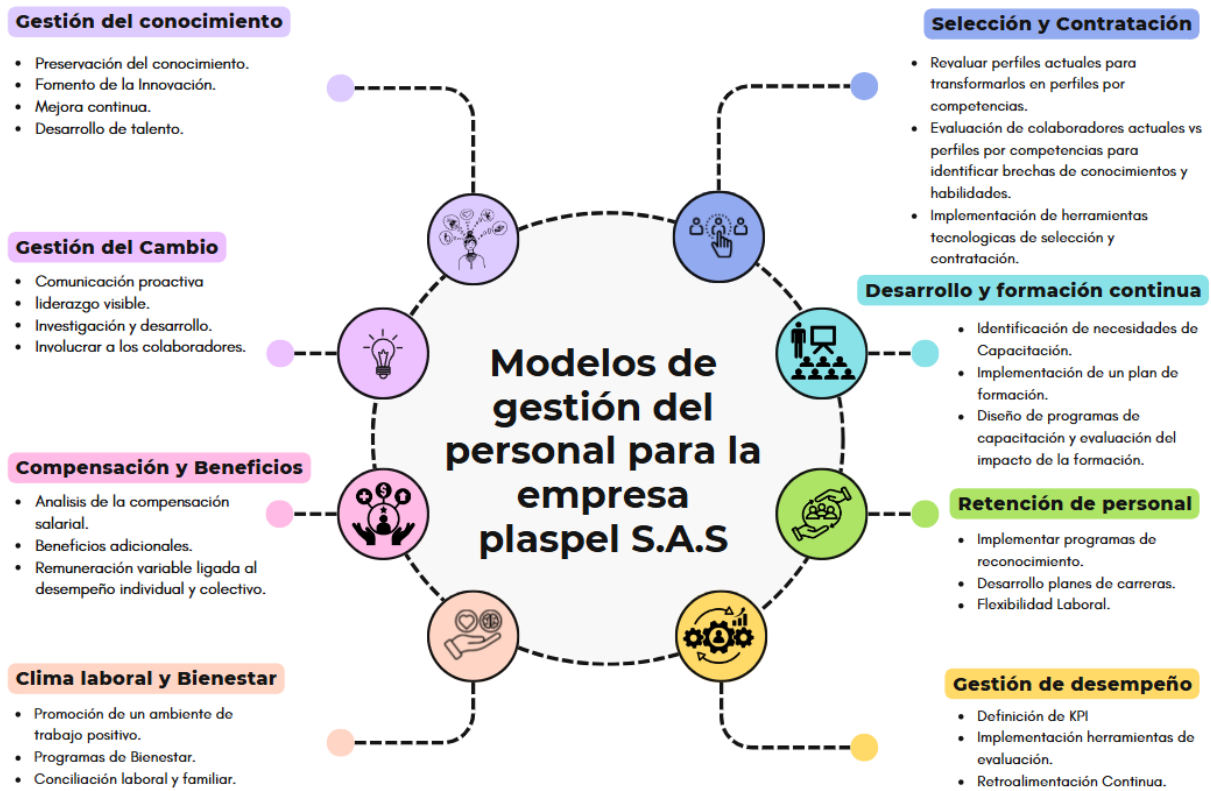 Gestión del conocimiento
• Preservación del conocimiento.
• Fomento de la Innovación.
• Mejora continua.
• Desarrollo de talento.
Gestión del Cambio
• Comunicación proactiva
• liderazgo visible.
• Investigación y desarrollo.
• Involucrar a los colaboradores.
Compensación y Beneficios
• Analisis de la compensación
salarial.
• Beneficios adicionales.
• Remuneración variable ligada al
desempeño individual y colectivo.
Clima laboral y Bienestar
• Promoción de un ambiente de
trabajo positivo.
• Programas de Bienestar.
• Conciliación laboral y familiar.
Modelos de
gestión del
personal para la
empresa
plaspel S.A.S
Selección y Contratación
• Revaluar perfiles actuales para
transformarlos en perfiles por
competencias.
• Evaluación de colaboradores actuales vs
perfiles por competencias para
identificar brechas de conocimientos y
habilidades.
• Implementación de herramientas
tecnologicas de selección y
contratación.
Desarrollo y formación continua
• Identificación de necesidades de
Capacitación.
• Implementación de un plan de
formación.
• Diseño de programas de
capacitación y evaluación del
impacto de la formación.
Retención de personal
• Implementar programas de
reconocimiento.
• Desarrollo planes de carreras.
• Flexibilidad Laboral.
Gestión de desempeño
• Definición de KPI
• Implementación herramientas de
evaluación.
• Retroalimentación Continua.